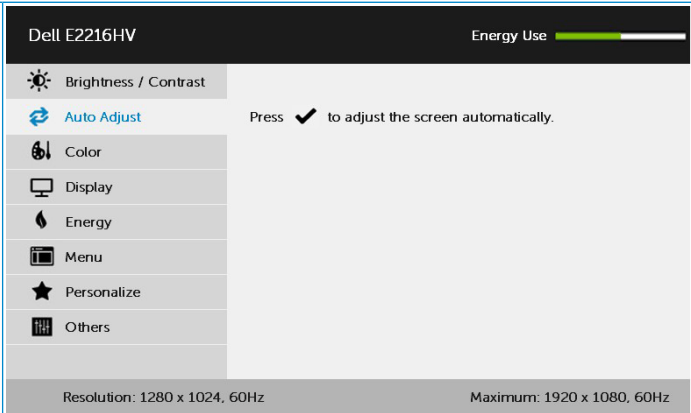 Dell E2216HV
Energy Use
Brightness / Contrast
Auto Adjust
Press ✔ to adjust the screen automatically.
Color
Display
Energy
Menu
Personalize
Others
Resolution: 1280 x 1024, 60Hz
Maximum: 1920 x 1080, 60Hz